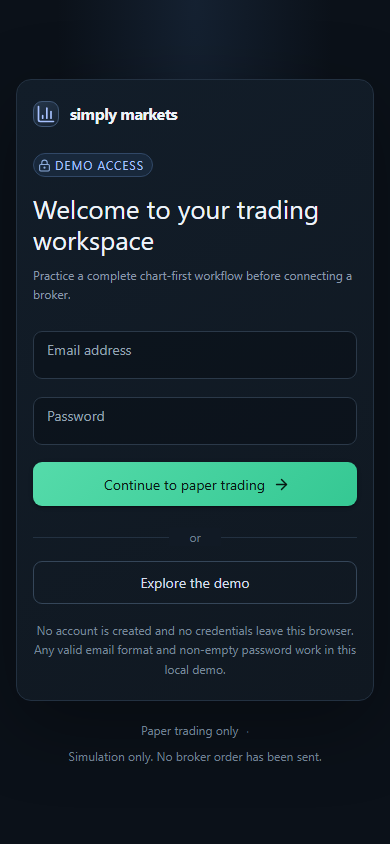 simply markets
DEMO ACCESS
Welcome to your trading
workspace
Practice a complete chart-first workflow before connecting a
broker.
Email address
Password
Continue to paper trading
or
Explore the demo
No account is created and no credentials leave this browser.
Any valid email format and non-empty password work in this
local demo.
Paper trading only ·
Simulation only. No broker order has been sent.